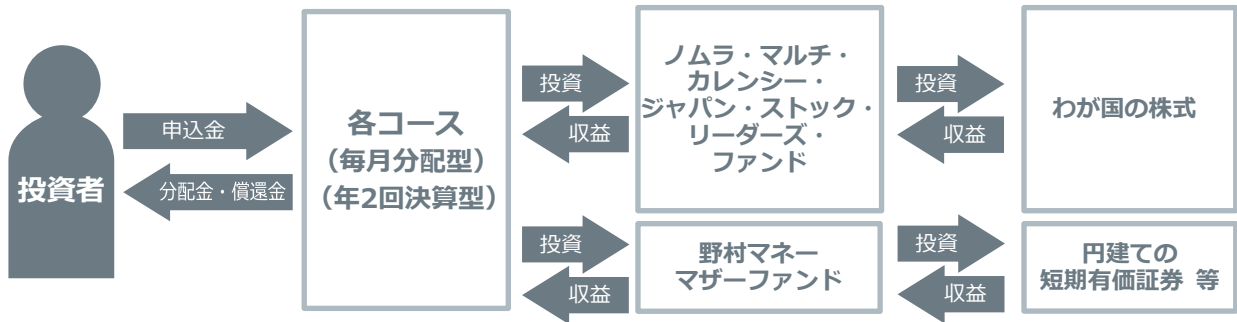 投資者
申込金
分配金・償還金
各コース
（毎月分配型）
（年2回決算型）
投資
収益
ノムラ・マルチ・
カレンシー・
ジャパン・ストック・
リーダーズ・
ファンド
投資
収益
わが国の株式
投資
収益
野村マネー
マザーファンド
投資
収益
円建ての
短期有価証券 等